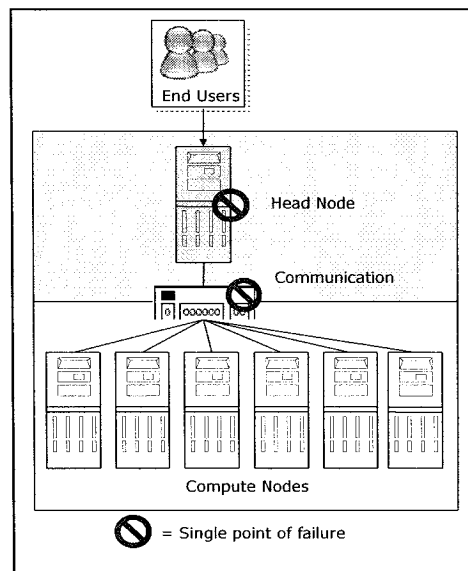 End Users
Head Node
Communication
Compute Nodes
= Single point of failure